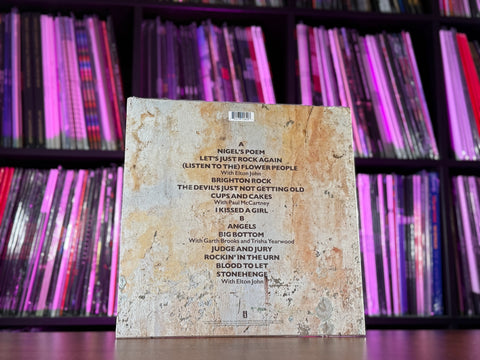 A
NIGEL'S POEM
LET'S JUST ROCK AGAIN
(LISTEN TO THE) FLOWER PEOPLE
With Elton John
BRIGHTON ROCK
THE DEVIL'S JUST NOT GETTING OLD
CUPS AND CAKES
With Paul McCartney
I KISSED A GIRL
B
ANGELS
BIG BOTTOM
With Garth Brooks and Trisha Yearwood
JUDGE AND JURY
ROCKIN' IN THE URN
BLOOD TO LET
STONEHENGE
With Elton John